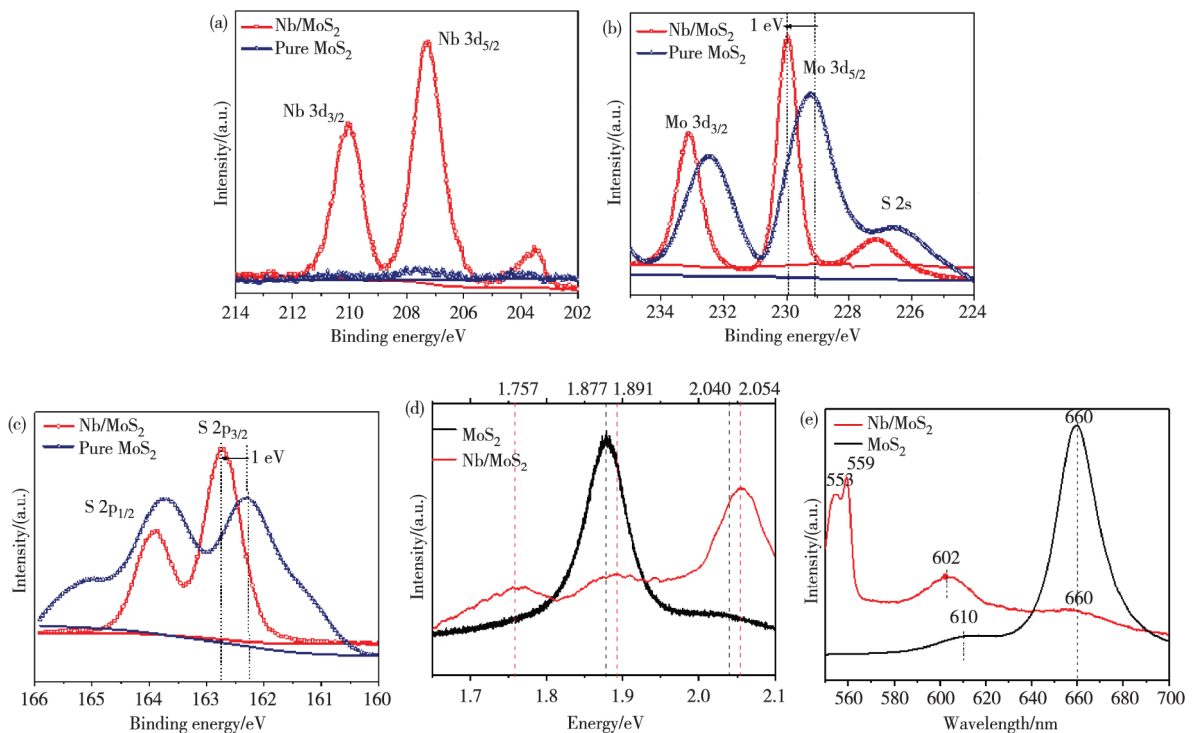 (a)
Nb/MoS₂
Pure MoS₂
Nb 3d₅/₂
Nb 3d₃/₂
Intensity/(a.u.)
214 212 210 208 206 204 202
Binding energy/eV
(b)
Nb/MoS₂
Pure MoS₂
1 eV
Mo 3d₅/₂
Mo 3d₃/₂
S 2s
Intensity/(a.u.)
234 232 230 228 226 224
Binding energy/eV
(c)
Nb/MoS₂
Pure MoS₂
S 2p₃/₂
1 eV
S 2p₁/₂
Intensity/(a.u.)
166 165 164 163 162 161 160
Binding energy/eV
1.757 1.877 1.891 2.040 2.054
(d)
MoS₂
Nb/MoS₂
Intensity/(a.u.)
1.7 1.8 1.9 2.0 2.1
Energy/eV
(e)
Nb/MoS₂
MoS₂
660
553 559
602
660
610
Intensity/(a.u.)
560 580 600 620 640 660 680 700
Wavelength/nm